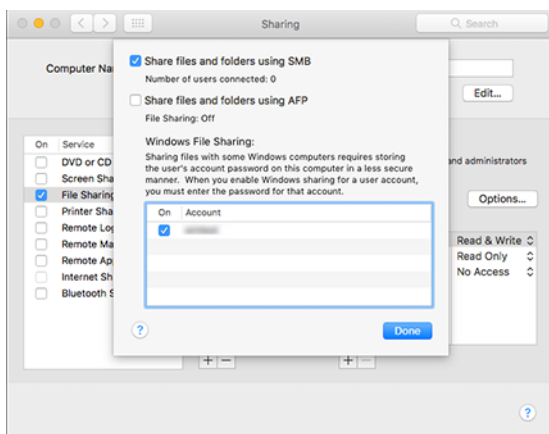 Sharing
Search
Computer Na
Edit...
Share files and folders using SMB
Number of users connected: 0
Share files and folders using AFP
File Sharing: Off
Windows File Sharing:
Sharing files with some Windows computers requires storing
the user's account password on this computer in a less secure
manner. When you enable Windows sharing for a user account,
you must enter the password for that account.
On Account
Done
On Service
DVD or CD
Screen Sha
File Sharing
Printer Sha
Remote Log
Remote Ma
Remote Ap
Internet Sh
Bluetooth S
and administrators
Options...
Read & Write
Read Only
No Access
+ −
+ −
?
?